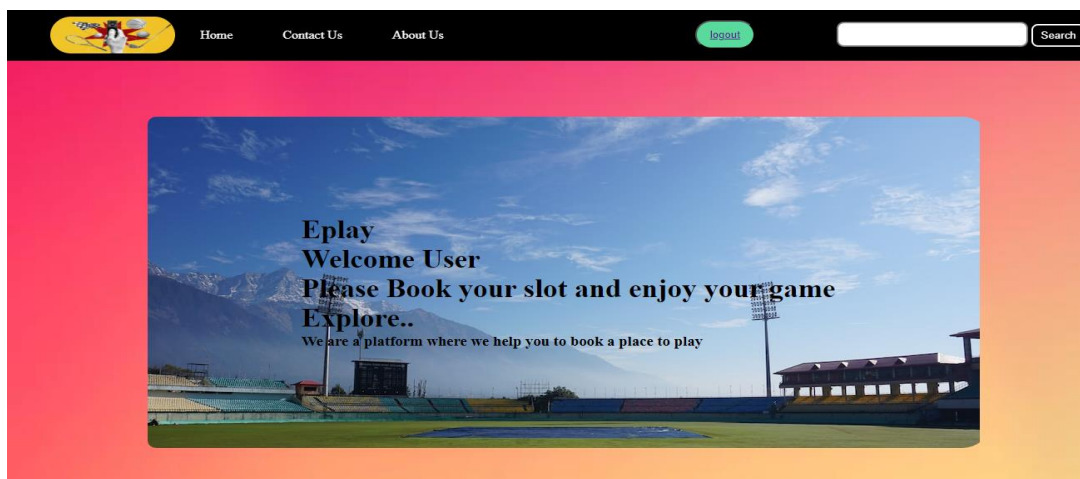 Home
Contact Us
About Us
logout
Search
Eplay
Welcome User
Please Book your slot and enjoy your game
Explore..
We are a platform where we help you to book a place to play